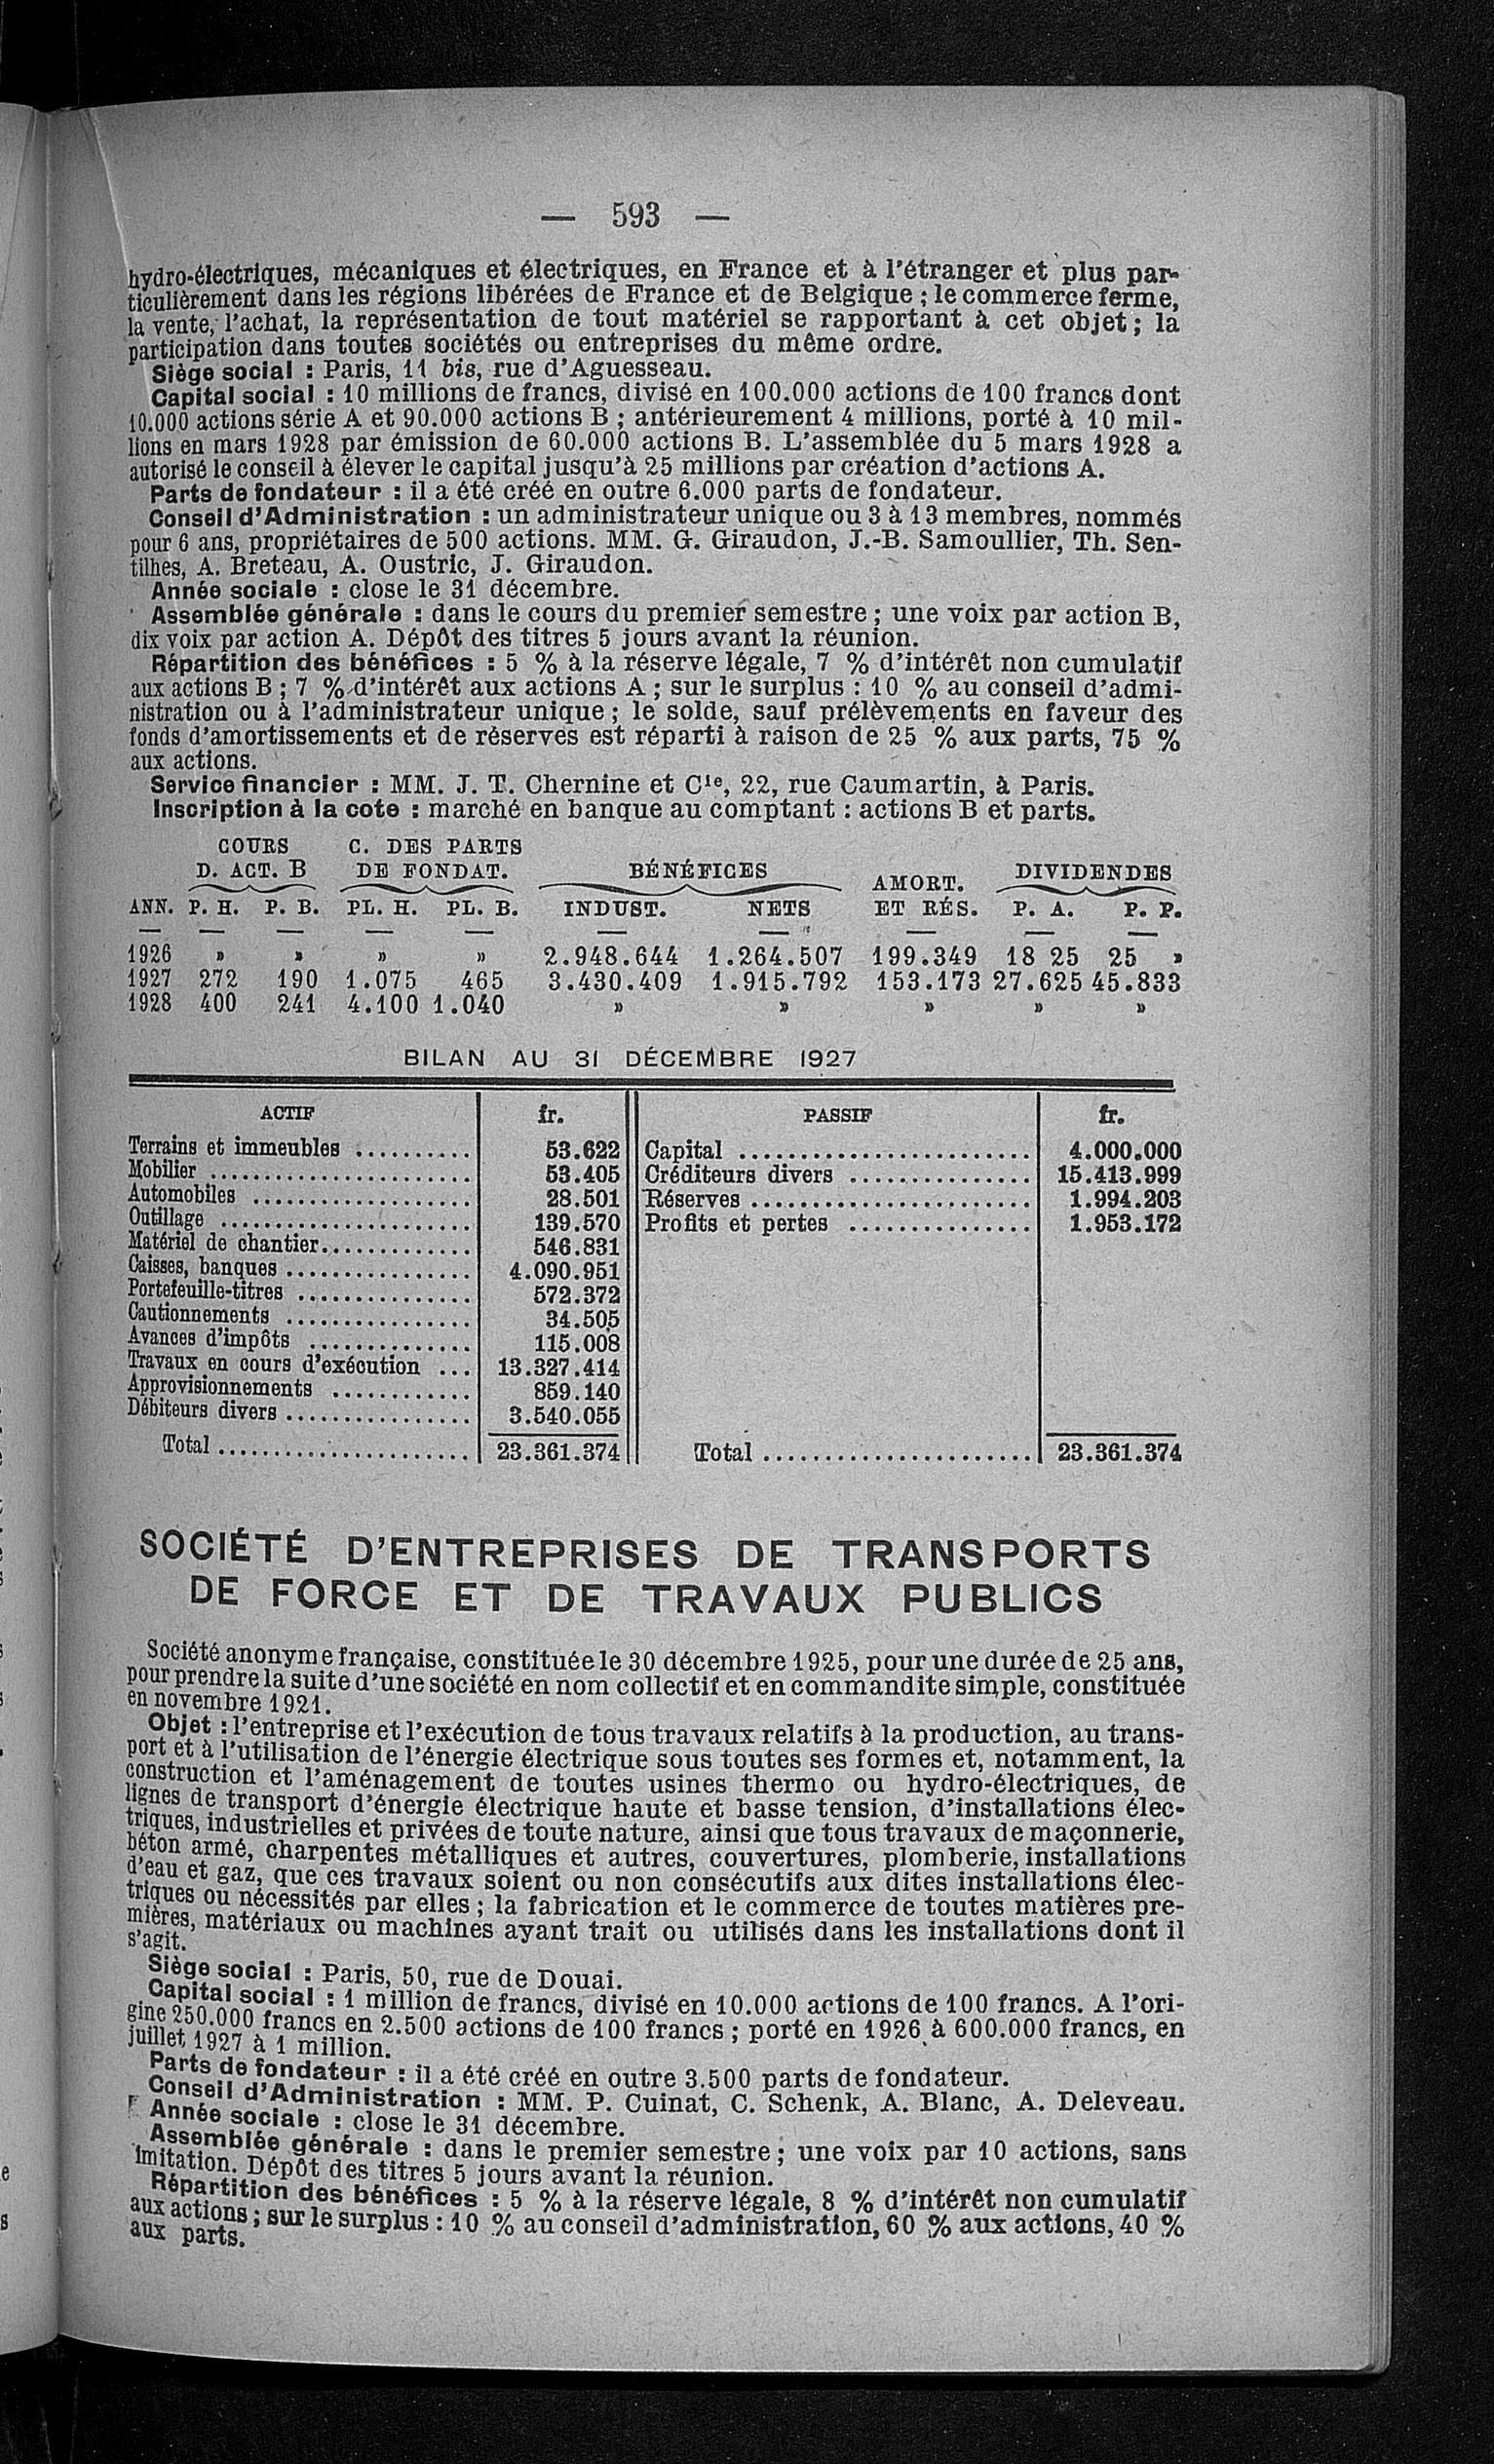 — 593 —
hydro-électriques, mécaniques et électriques, en France et à l'étranger et plus par-
ticulièrement dans les régions libérées de France et de Belgique ; le commerce ferme,
la vente, l'achat, la représentation de tout matériel se rapportant à cet objet ; la
participation dans toutes sociétés ou entreprises du même ordre.
Siège social : Paris, 11 bis, rue d'Aguesseau.
Capital social : 10 millions de francs, divisé en 100.000 actions de 100 francs dont
10.000 actions série A et 90.000 actions B ; antérieurement 4 millions, porté à 10 mil-
lions en mars 1928 par émission de 60.000 actions B. L'assemblée du 5 mars 1928 a
autorisé le conseil à élever le capital jusqu'à 25 millions par création d'actions A.
Parts de fondateur : il a été créé en outre 6.000 parts de fondateur.
Conseil d'Administration : un administrateur unique ou 3 à 13 membres, nommés
pour 6 ans, propriétaires de 500 actions. MM. G. Giraudon, J.-B. Samoullier, Th. Sen-
tilhes, A. Breteau, A. Oustric, J. Giraudon.
Année sociale : close le 31 décembre.
Assemblée générale : dans le cours du premier semestre ; une voix par action B,
dix voix par action A. Dépôt des titres 5 jours avant la réunion.
Répartition des bénéfices : 5 % à la réserve légale, 7 % d'intérêt non cumulatif
aux actions B ; 7 % d'intérêt aux actions A ; sur le surplus : 10 % au conseil d'admi-
nistration ou à l'administrateur unique ; le solde, sauf prélèvements en faveur des
fonds d'amortissements et de réserves est réparti à raison de 25 % aux parts, 75 %
aux actions.
Service financier : MM. J. T. Chernine et Cie, 22, rue Caumartin, à Paris.
Inscription à la cote : marché en banque au comptant : actions B et parts.
COURS C. DES PARTS
D. ACT. B DE FONDAT. BÉNÉFICES AMORT. DIVIDENDES
ANN. P. H. P. B. PL. H. PL. B. INDUST. NETS ET RÉS. P. A. P. P.
— — — — — — — — — —
1926 » » » » 2.948.644 1.264.507 199.349 18 25 25 »
1927 272 190 1.075 465 3.430.409 1.915.792 153.173 27.625 45.833
1928 400 241 4.100 1.040 » » » » »
BILAN AU 31 DÉCEMBRE 1927
ACTIF fr. PASSIF fr.
Terrains et immeubles .......... 53.622 Capital ........................ 4.000.000
Mobilier ........................ 53.405 Créditeurs divers ............... 15.413.999
Automobiles .................... 28.501 Réserves ....................... 1.994.203
Outillage ....................... 139.570 Profits et pertes ............... 1.953.172
Matériel de chantier.............. 546.831
Caisses, banques ................. 4.090.951
Portefeuille-titres ................ 572.372
Cautionnements ................. 34.505
Avances d'impôts ............... 115.008
Travaux en cours d'exécution ... 13.327.414
Approvisionnements ............ 859.140
Débiteurs divers ................. 3.540.055
Total ....................... 23.361.374 Total ...................... 23.361.374
SOCIÉTÉ D'ENTREPRISES DE TRANSPORTS
DE FORCE ET DE TRAVAUX PUBLICS
Société anonyme française, constituée le 30 décembre 1925, pour une durée de 25 ans,
pour prendre la suite d'une société en nom collectif et en commandite simple, constituée
en novembre 1921.
Objet : l'entreprise et l'exécution de tous travaux relatifs à la production, au trans-
port et à l'utilisation de l'énergie électrique sous toutes ses formes et, notamment, la
construction et l'aménagement de toutes usines thermo ou hydro-électriques, de
lignes de transport d'énergie électrique haute et basse tension, d'installations élec-
triques, industrielles et privées de toute nature, ainsi que tous travaux de maçonnerie,
béton armé, charpentes métalliques et autres, couvertures, plomberie, installations
d'eau et gaz, que ces travaux soient ou non consécutifs aux dites installations élec-
triques ou nécessités par elles ; la fabrication et le commerce de toutes matières pre-
mières, matériaux ou machines ayant trait ou utilisés dans les installations dont il
s'agit.
Siège social : Paris, 50, rue de Douai.
Capital social : 1 million de francs, divisé en 10.000 actions de 100 francs. A l'ori-
gine 250.000 francs en 2.500 actions de 100 francs ; porté en 1926 à 600.000 francs, en
juillet 1927 à 1 million.
Parts de fondateur : il a été créé en outre 3.500 parts de fondateur.
Conseil d'Administration : MM. P. Cuinat, C. Schenk, A. Blanc, A. Deleveau.
Année sociale : close le 31 décembre.
Assemblée générale : dans le premier semestre ; une voix par 10 actions, sans
imitation. Dépôt des titres 5 jours avant la réunion.
Répartition des bénéfices : 5 % à la réserve légale, 8 % d'intérêt non cumulatif
aux actions ; sur le surplus : 10 % au conseil d'administration, 60 % aux actions, 40 %
aux parts.